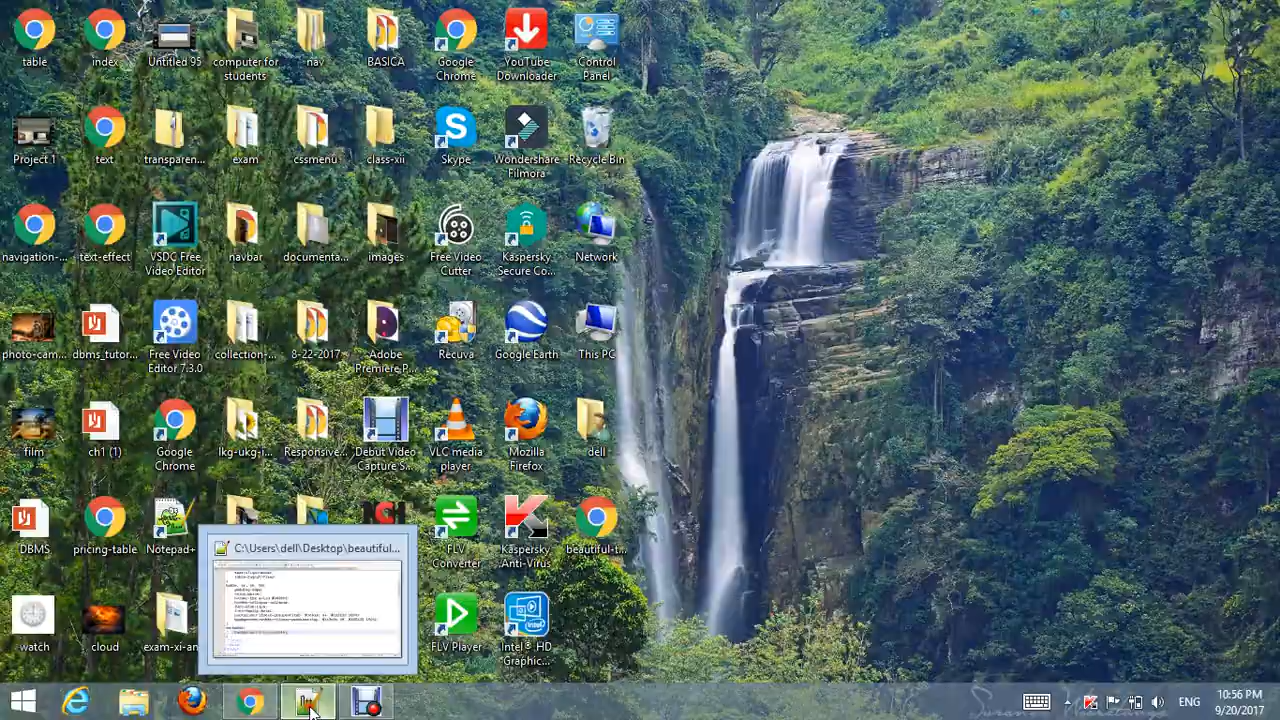 table
index
Untitled 95
computer for
students
nav
BASICA
Google
Chrome
YouTube
Downloader
Control
Panel
Project 1
text
transparen...
exam
cssmenu
class-xii
Skype
Wondershare
Filmora
Recycle Bin
navigation-...
text-effect
VSDC Free
Video Editor
navbar
documenta...
images
Free Video
Cutter
Kaspersky
Secure Co...
Network
photo-cam...
dbms_tutor...
Free Video
Editor 7.3.0
collection-...
8-22-2017
Adobe
Premiere P...
Recuva
Google Earth
This PC
film
ch1 (1)
Google
Chrome
lkg-ukg-i...
Responsive...
Debut Video
Capture S...
VLC media
player
Mozilla
Firefox
dell
DBMS
pricing-table
Notepad+
FLV
Converter
Kaspersky
Anti-Virus
beautiful-t...
C:\Users\dell\Desktop\beautiful...
watch
cloud
exam-xi-an
FLV Player
Intel® HD
Graphic...
ENG
10:56 PM
9/20/2017